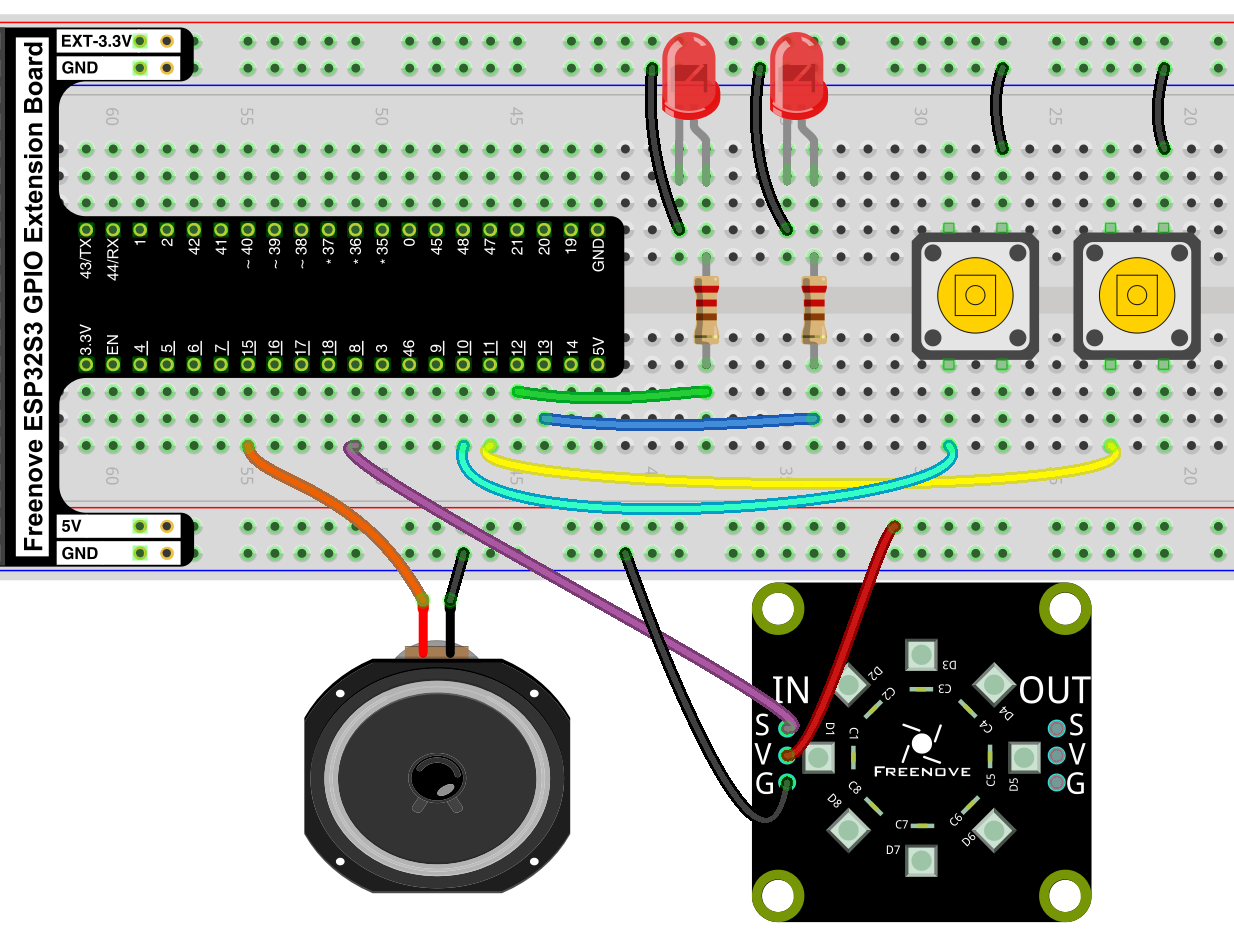 Freenove ESP32S3 GPIO Extension Board
EXT-3.3V
GND
60 55 50 45 30 25 20
43/TX 44/RX 1 2 42 41 ~ 40 ~ 39 ~ 38 * 37 * 36 * 35 0 45 48 47 21 20 19 GND
3.3V EN 4 5 6 7 15 16 17 18 8 3 46 9 10 11 12 13 14 5V
60 55 45 4 3 5 20
5V
GND
IN
OUT
S
V
G
S
V
G
D1 D2 D3 D4 D5 D6 D7 D8
C1 C2 C3 C4 C5 C6 C7 C8
FREENOVE